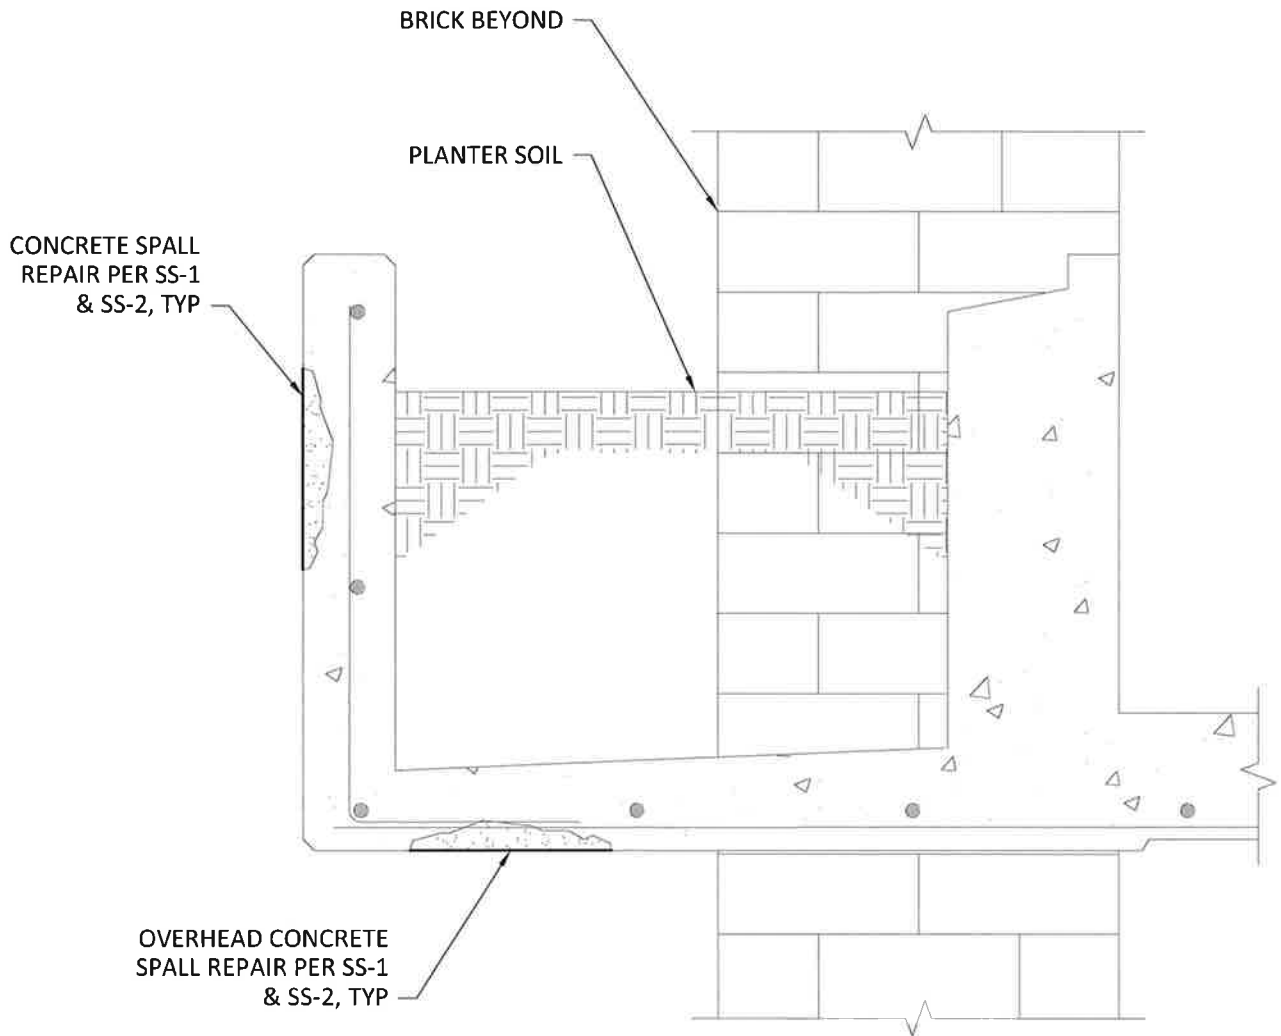 BRICK BEYOND
PLANTER SOIL
CONCRETE SPALL
REPAIR PER SS-1
& SS-2, TYP
OVERHEAD CONCRETE
SPALL REPAIR PER SS-1
& SS-2, TYP